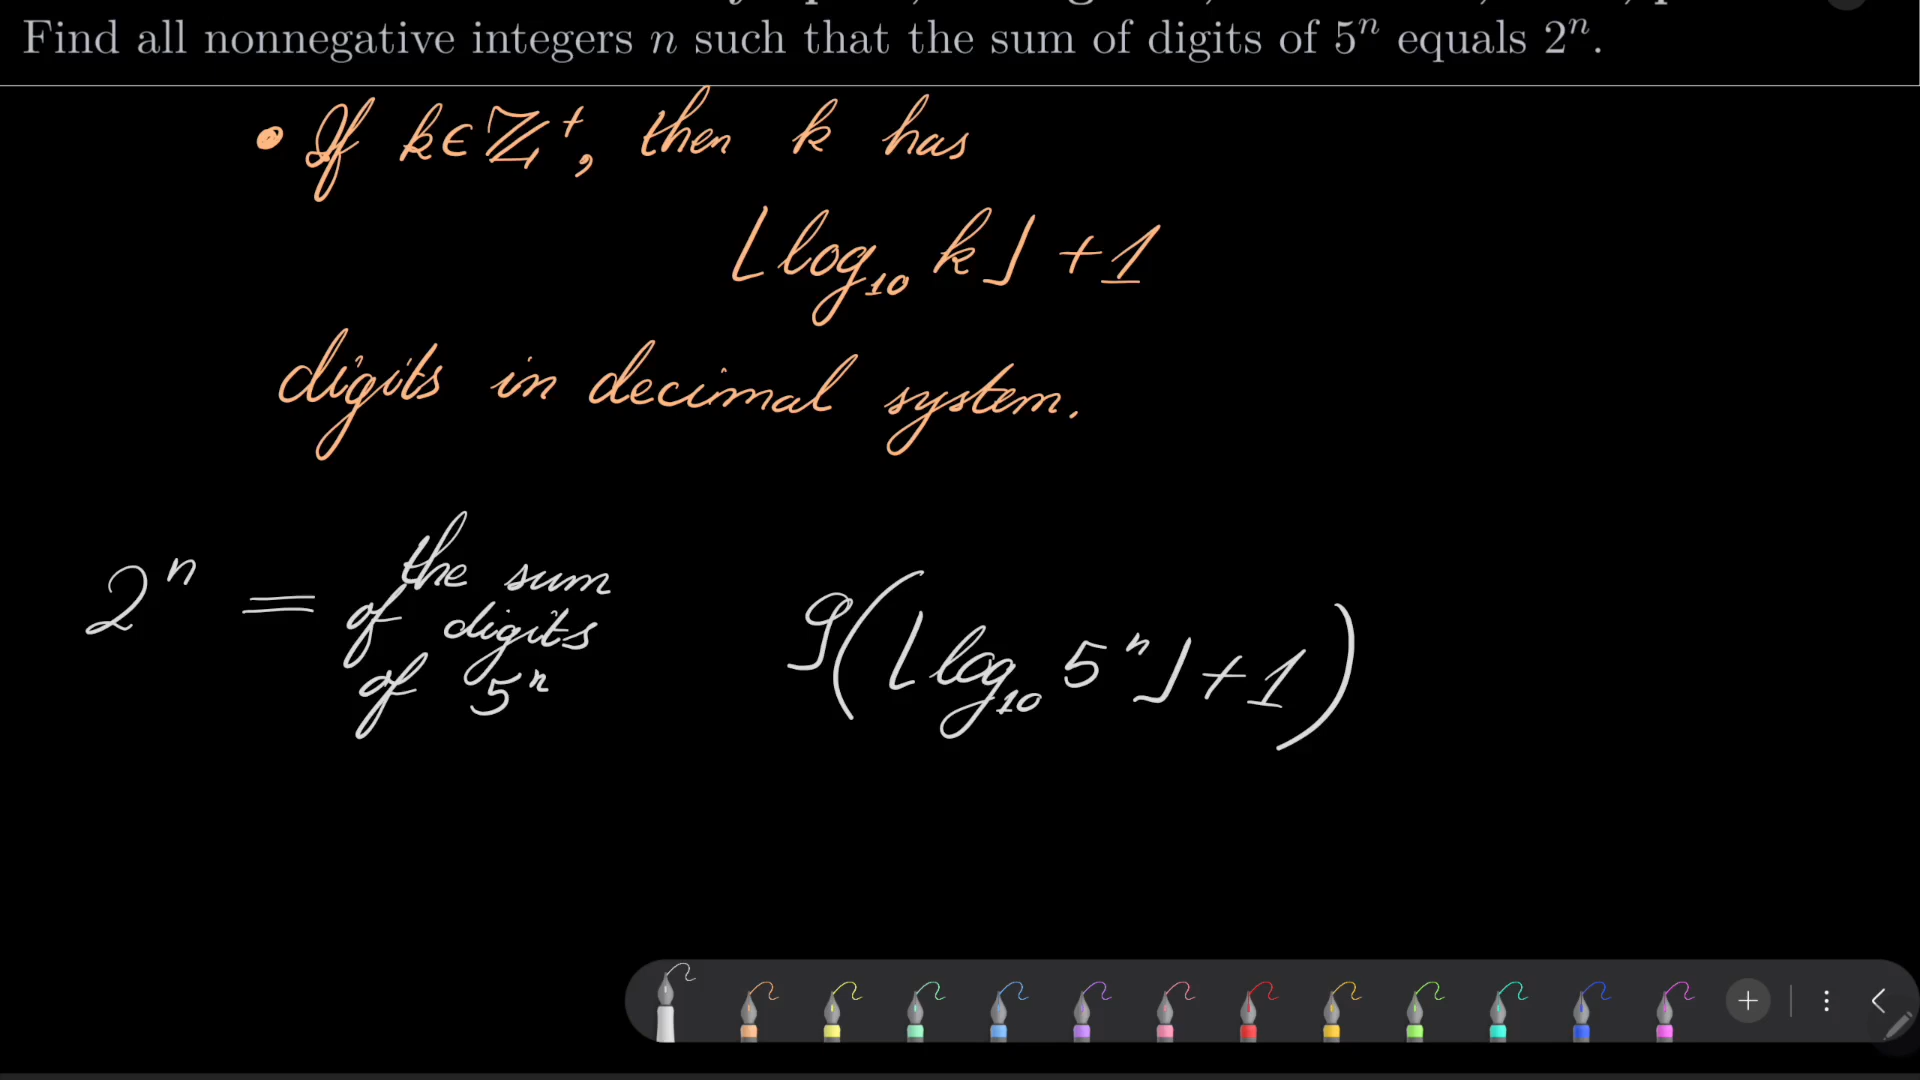 Find all nonnegative integers n such that the sum of digits of 5ⁿ equals 2ⁿ.
• If k∈ℤ⁺, then k has
⌊log₁₀ k⌋ +1
digits in decimal system.
2ⁿ = the sum of digits of 5ⁿ 9(⌊log₁₀ 5ⁿ⌋+1)